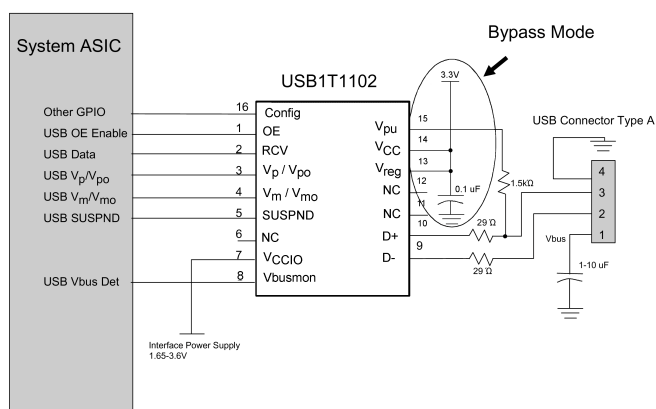 Bypass Mode
System ASIC
USB1T1102
3.3V
USB Connector Type A
Other GPIO
16
Config
Vpu
15
USB OE Enable
1
OE
VCC
14
USB Data
2
RCV
Vreg
13
USB Vp/Vpo
3
Vp / Vpo
NC
12
0.1 uF
1.5kΩ
USB Vm/Vmo
4
Vm / Vmo
NC
11
USB SUSPND
5
SUSPND
D+
10
29 Ω
6
NC
D-
9
29 Ω
7
VCCIO
USB Vbus Det
8
Vbusmon
4
3
2
1
Vbus
1-10 uF
Interface Power Supply
1.65-3.6V